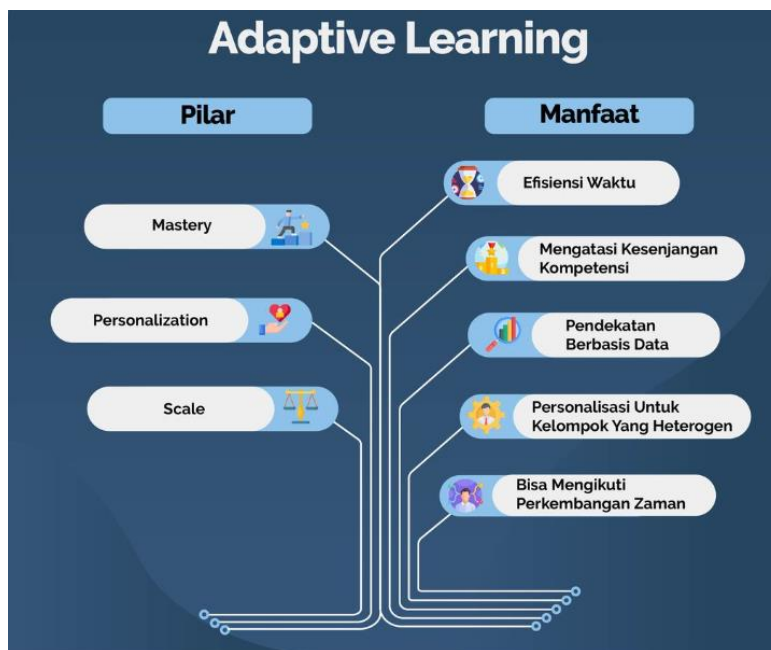 Adaptive Learning
Pilar
Mastery
Personalization
Scale
Manfaat
Efisiensi Waktu
Mengatasi Kesenjangan
Kompetensi
Pendekatan
Berbasis Data
Personalisasi Untuk
Kelompok Yang Heterogen
Bisa Mengikuti
Perkembangan Zaman